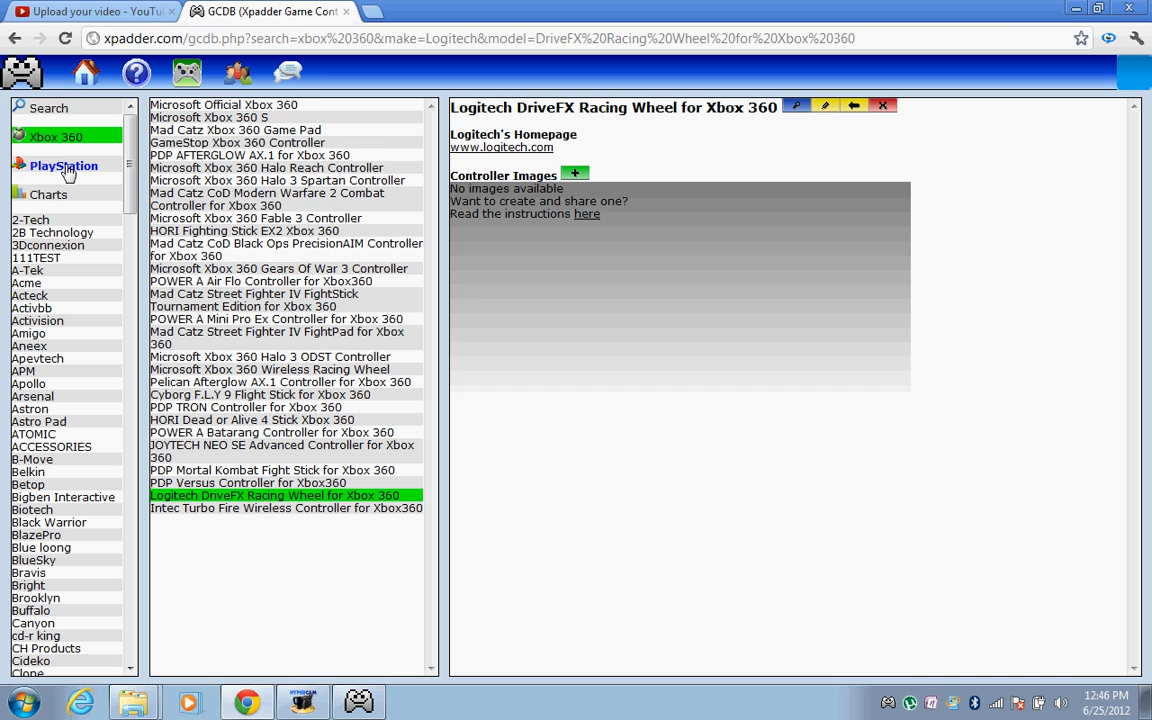 Upload your video - YouTu
GCDB (Xpadder Game Cont
xpadder.com/gcdb.php?search=xbox%20360&make=Logitech&model=DriveFX%20Racing%20Wheel%20for%20Xbox%20360
Search
Xbox 360
PlayStation
Charts
2-Tech
2B Technology
3Dconnexion
111TEST
A-Tek
Acme
Acteck
Activbb
Activision
Amigo
Aneex
Apevtech
APM
Apollo
Arsenal
Astron
Astro Pad
ATOMIC
ACCESSORIES
B-Move
Belkin
Betop
Bigben Interactive
Biotech
Black Warrior
BlazePro
Blue loong
BlueSky
Bravis
Bright
Brooklyn
Buffalo
Canyon
cd-r king
CH Products
Cideko
Clone
Microsoft Official Xbox 360
Microsoft Xbox 360 S
Mad Catz Xbox 360 Game Pad
GameStop Xbox 360 Controller
PDP AFTERGLOW AX.1 for Xbox 360
Microsoft Xbox 360 Halo Reach Controller
Microsoft Xbox 360 Halo 3 Spartan Controller
Mad Catz CoD Modern Warfare 2 Combat
Controller for Xbox 360
Microsoft Xbox 360 Fable 3 Controller
HORI Fighting Stick EX2 Xbox 360
Mad Catz CoD Black Ops PrecisionAIM Controller
for Xbox 360
Microsoft Xbox 360 Gears Of War 3 Controller
POWER A Air Flo Controller for Xbox360
Mad Catz Street Fighter IV FightStick
Tournament Edition for Xbox 360
POWER A Mini Pro Ex Controller for Xbox 360
Mad Catz Street Fighter IV FightPad for Xbox
360
Microsoft Xbox 360 Halo 3 ODST Controller
Microsoft Xbox 360 Wireless Racing Wheel
Pelican Afterglow AX.1 Controller for Xbox 360
Cyborg F.L.Y 9 Flight Stick for Xbox 360
PDP TRON Controller for Xbox 360
HORI Dead or Alive 4 Stick Xbox 360
POWER A Batarang Controller for Xbox 360
JOYTECH NEO SE Advanced Controller for Xbox
360
PDP Mortal Kombat Fight Stick for Xbox 360
PDP Versus Controller for Xbox360
Logitech DriveFX Racing Wheel for Xbox 360
Intec Turbo Fire Wireless Controller for Xbox360
Logitech DriveFX Racing Wheel for Xbox 360
Logitech's Homepage
www.logitech.com
Controller Images
No images available
Want to create and share one?
Read the instructions here
HYPERCAM
12:46 PM
6/25/2012